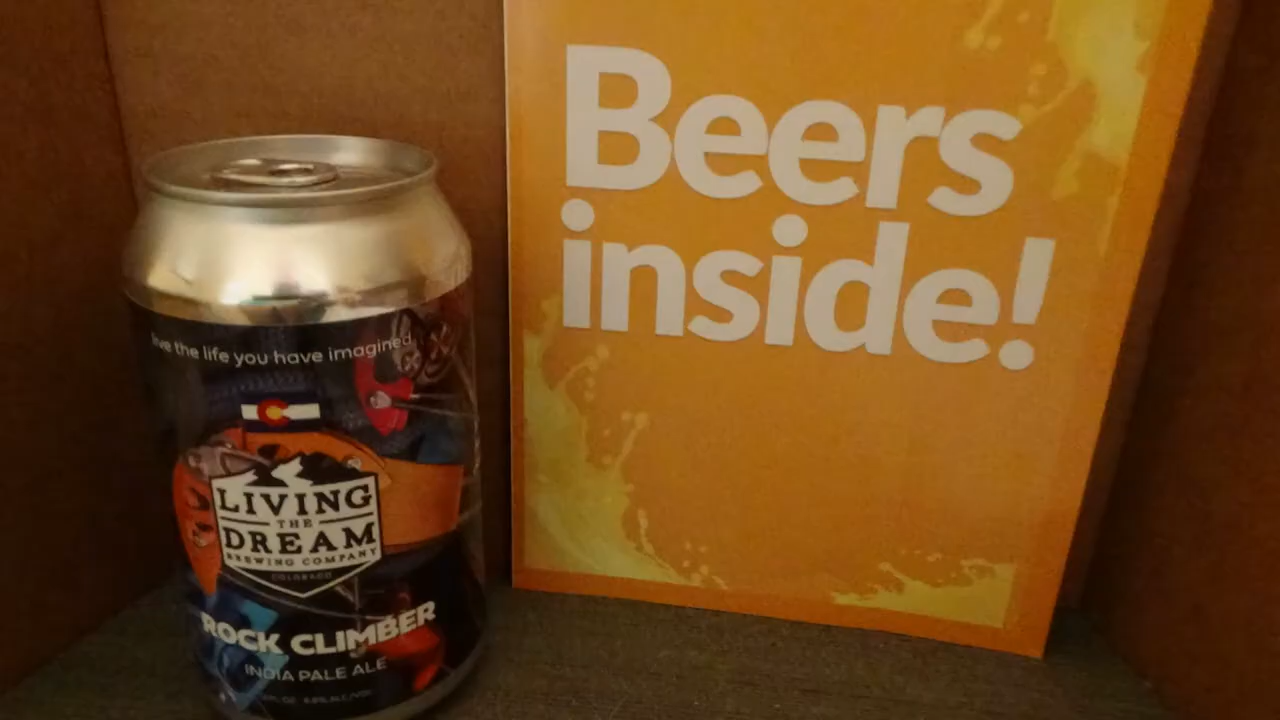 Beers
inside!
live the life you have imagined
LIVING
THE
DREAM
BREWING COMPANY
COLORADO
ROCK CLIMBER
INDIA PALE ALE